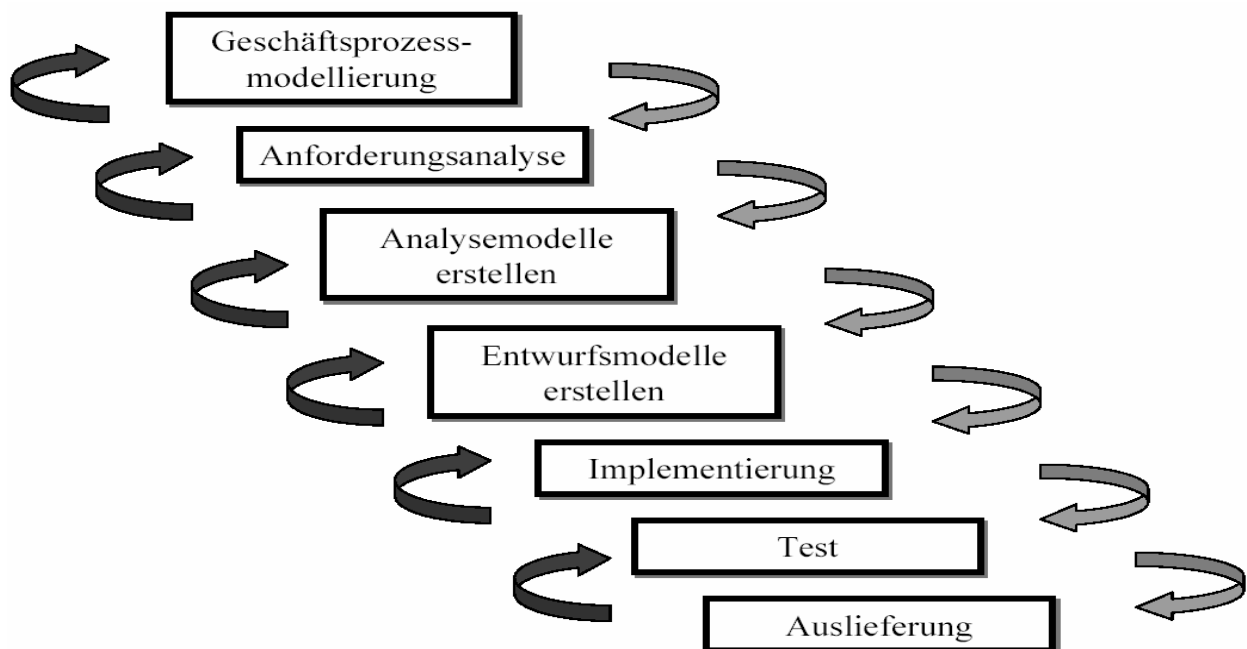 Geschäftsprozess-
modellierung
Anforderungsanalyse
Analysemodelle
erstellen
Entwurfsmodelle
erstellen
Implementierung
Test
Auslieferung